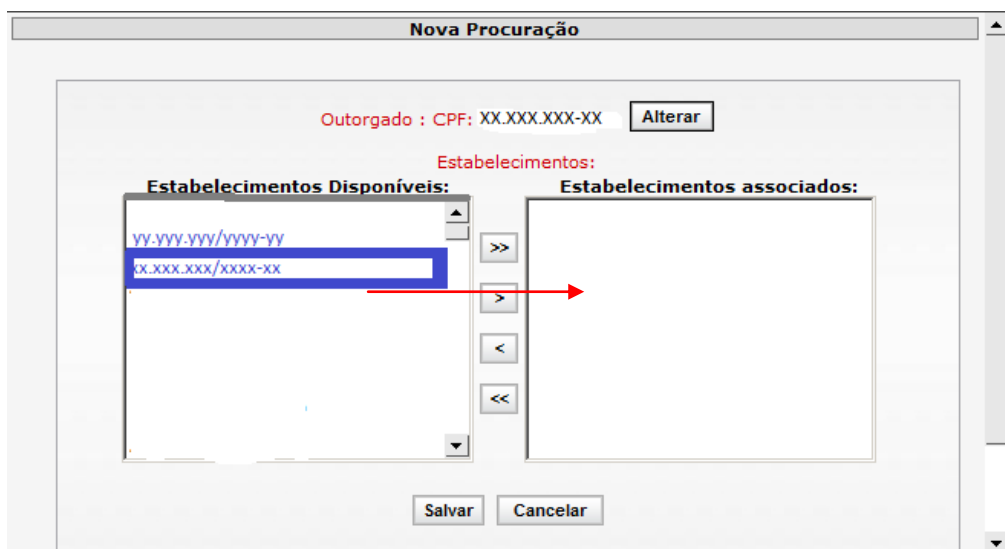 Nova Procuração
Outorgado : CPF: XX.XXX.XXX-XX Alterar
Estabelecimentos:
Estabelecimentos Disponíveis: Estabelecimentos associados:
yy.yyy.yyy/yyyy-yy
xx.xxx.xxx/xxxx-xx
>>
>
<
<<
Salvar Cancelar